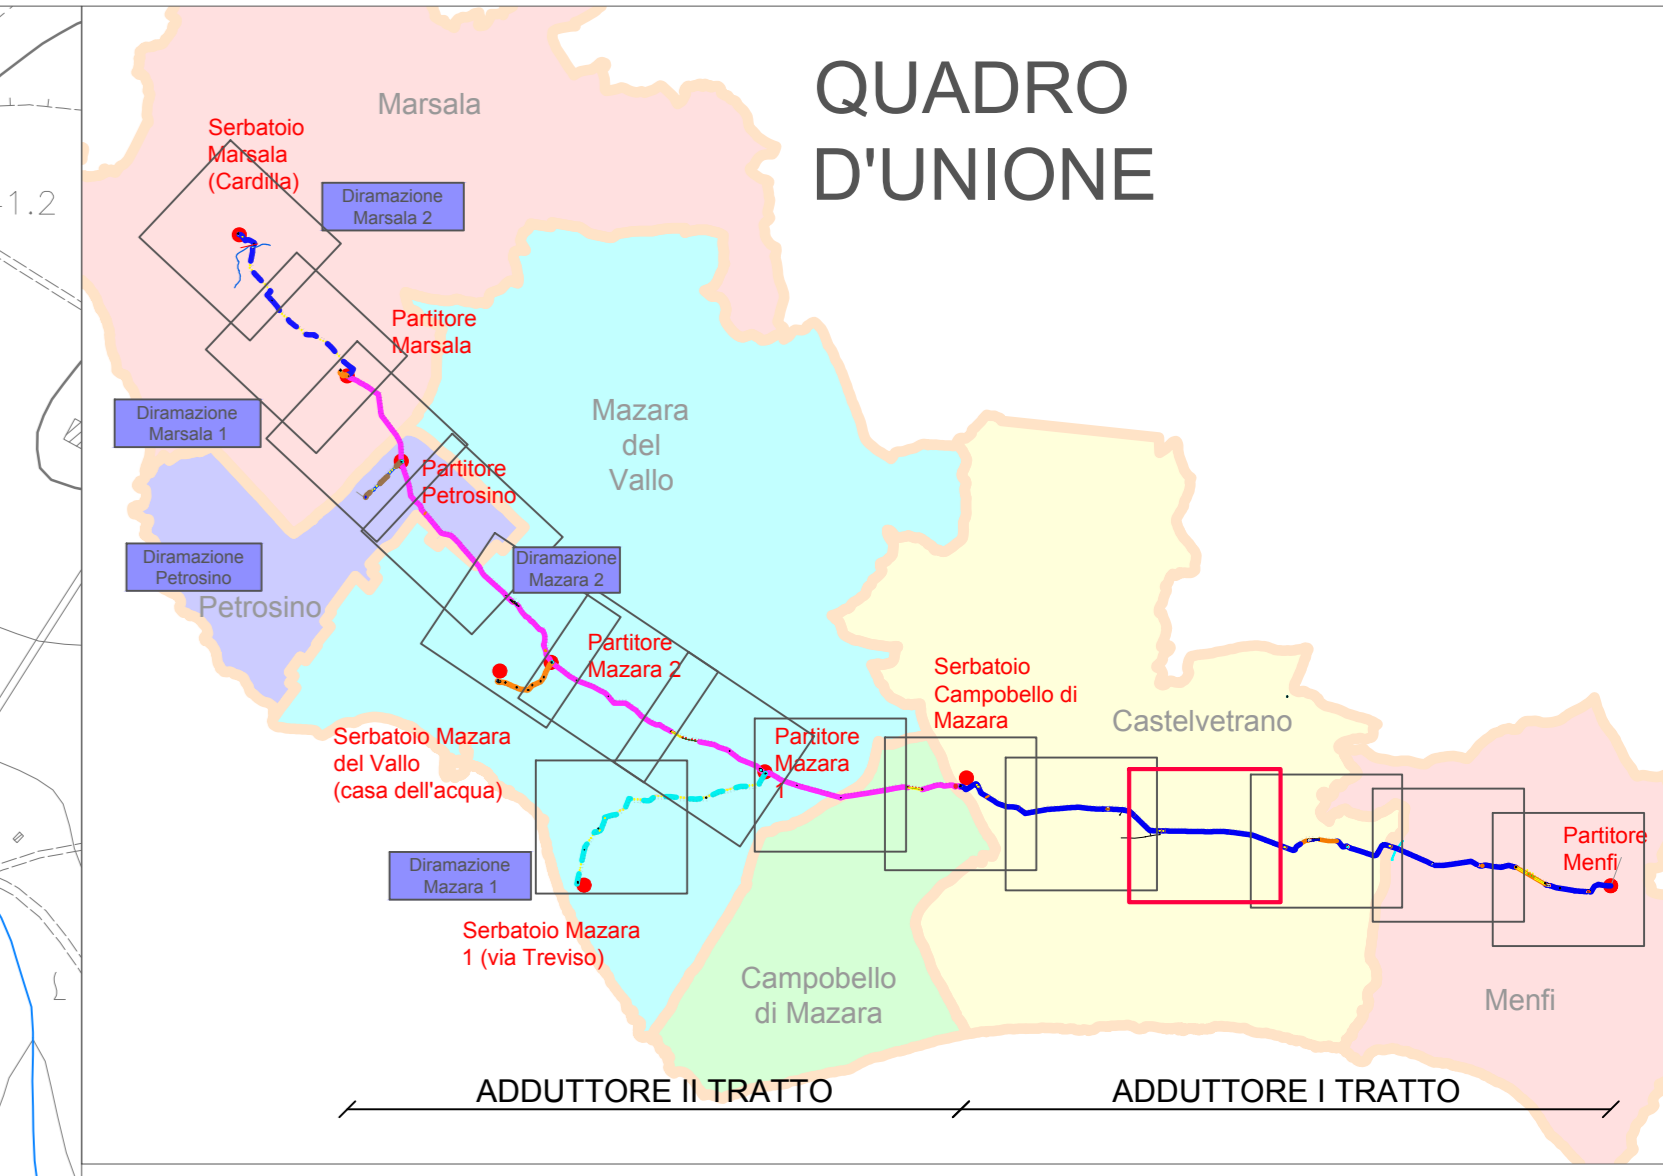 QUADRO
D'UNIONE
Marsala
Serbatoio
Marsala
(Cardilla)
Diramazione
Marsala 2
1.2
Partitore
Marsala
Diramazione
Marsala 1
Mazara
del
Vallo
Partitore
Petrosino
Diramazione
Petrosino
Diramazione
Mazara 2
Petrosino
Partitore
Mazara 2
Serbatoio
Campobello di
Mazara
Castelvetrano
Serbatoio Mazara
del Vallo
(casa dell'acqua)
Partitore
Mazara
1
Partitore
Menfi
Diramazione
Mazara 1
Serbatoio Mazara
1 (via Treviso)
Campobello
di Mazara
Menfi
ADDUTTORE II TRATTO
ADDUTTORE I TRATTO